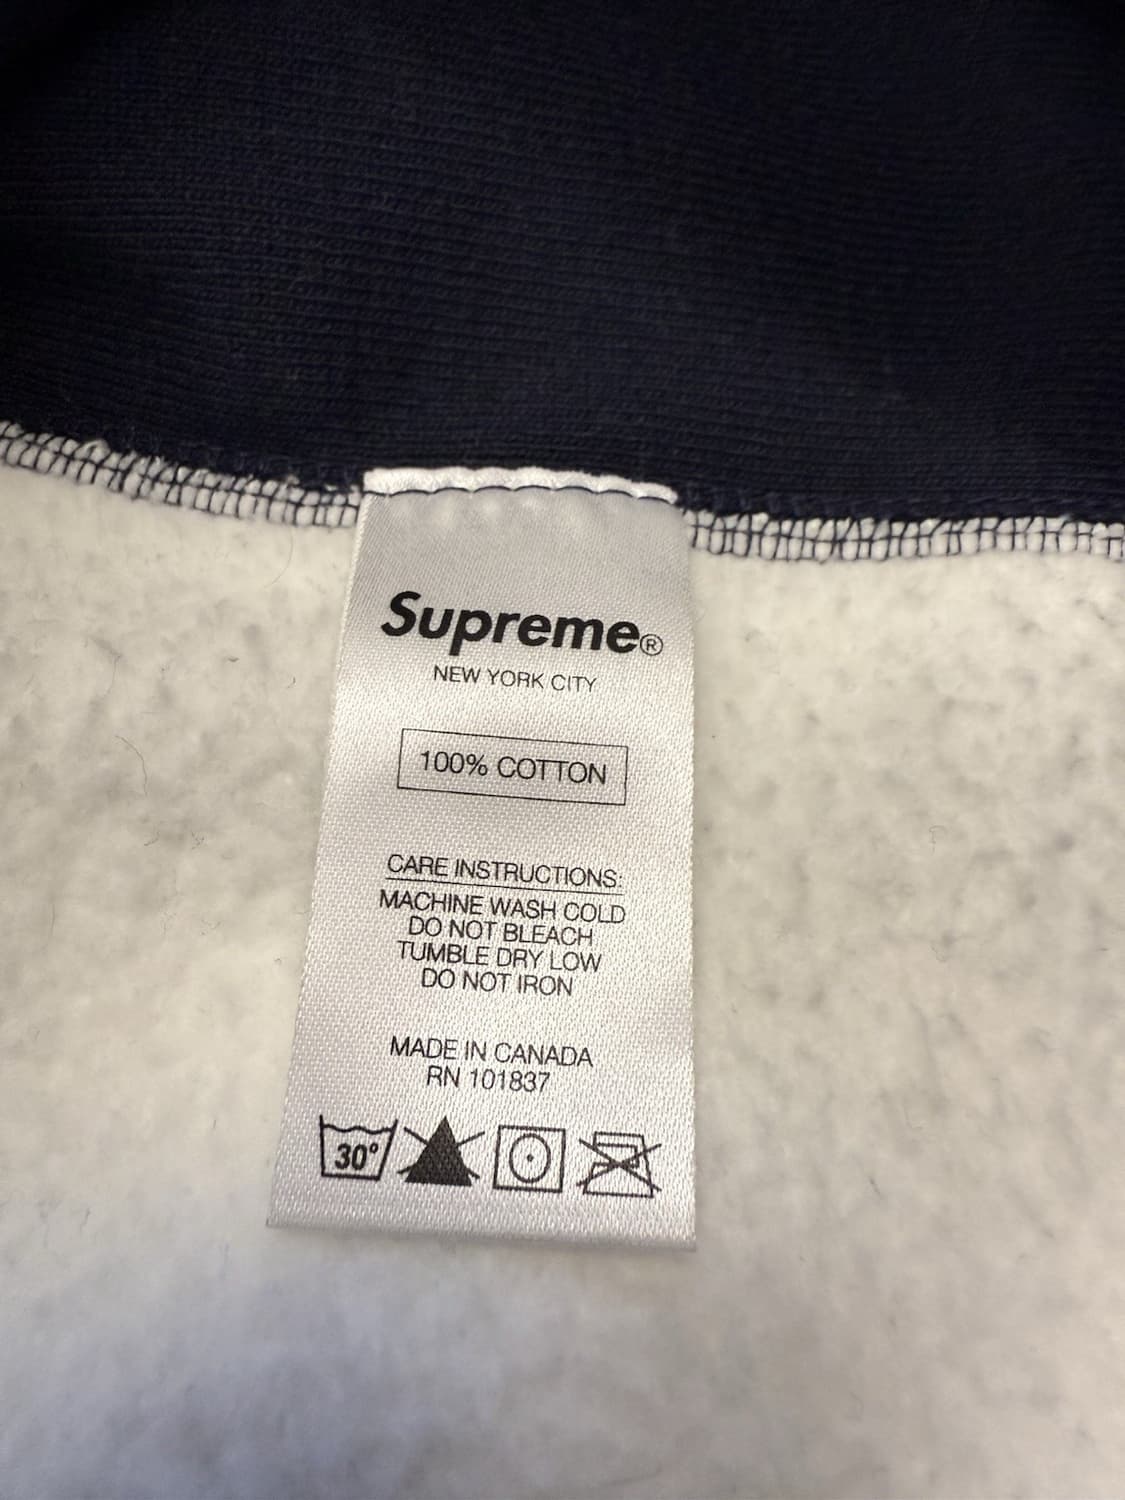 Supreme®
NEW YORK CITY
100% COTTON
CARE INSTRUCTIONS:
MACHINE WASH COLD
DO NOT BLEACH
TUMBLE DRY LOW
DO NOT IRON
MADE IN CANADA
RN 101837
30°